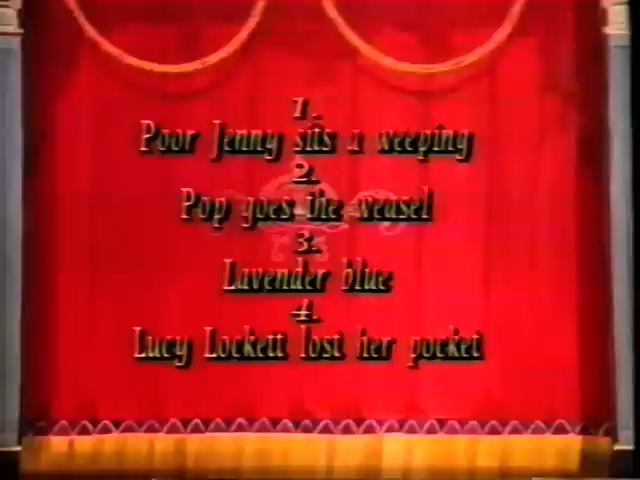 1.
Poor Jenny sits a weeping
2.
Pop goes the weasel
3.
Lavender blue
4.
Lucy Lockett lost her pocket